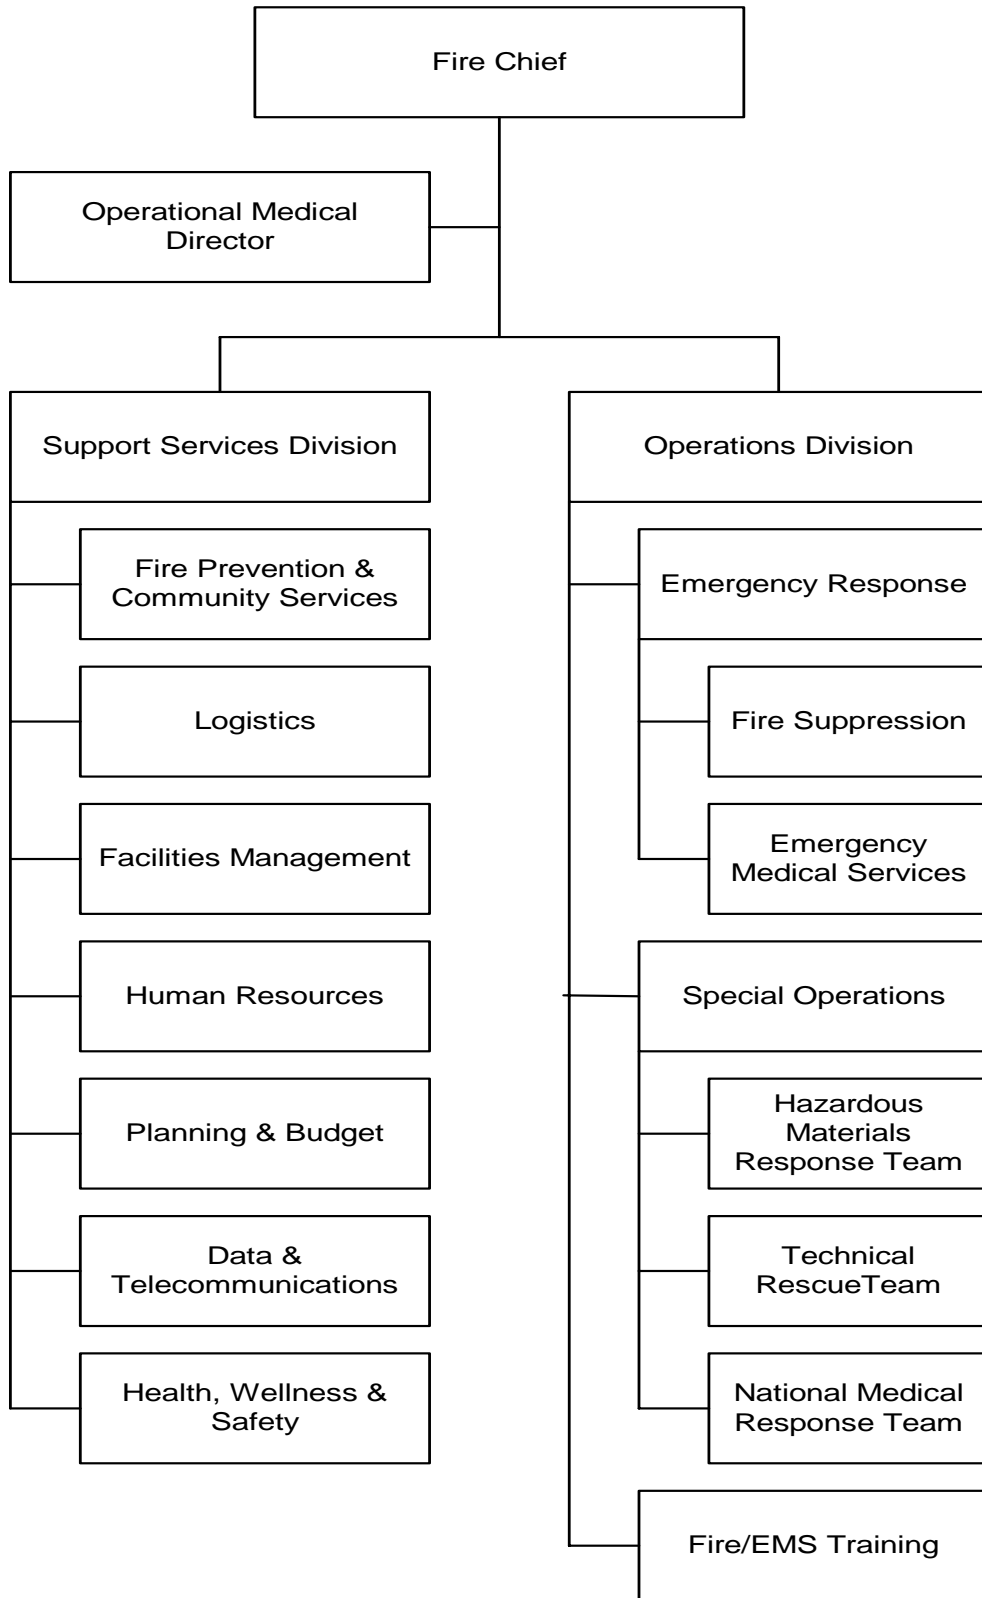 Fire Chief
Operational Medical
Director
Support Services Division
Fire Prevention &
Community Services
Logistics
Facilities Management
Human Resources
Planning & Budget
Data &
Telecommunications
Health, Wellness &
Safety
Operations Division
Emergency Response
Fire Suppression
Emergency
Medical Services
Special Operations
Hazardous
Materials
Response Team
Technical
RescueTeam
National Medical
Response Team
Fire/EMS Training